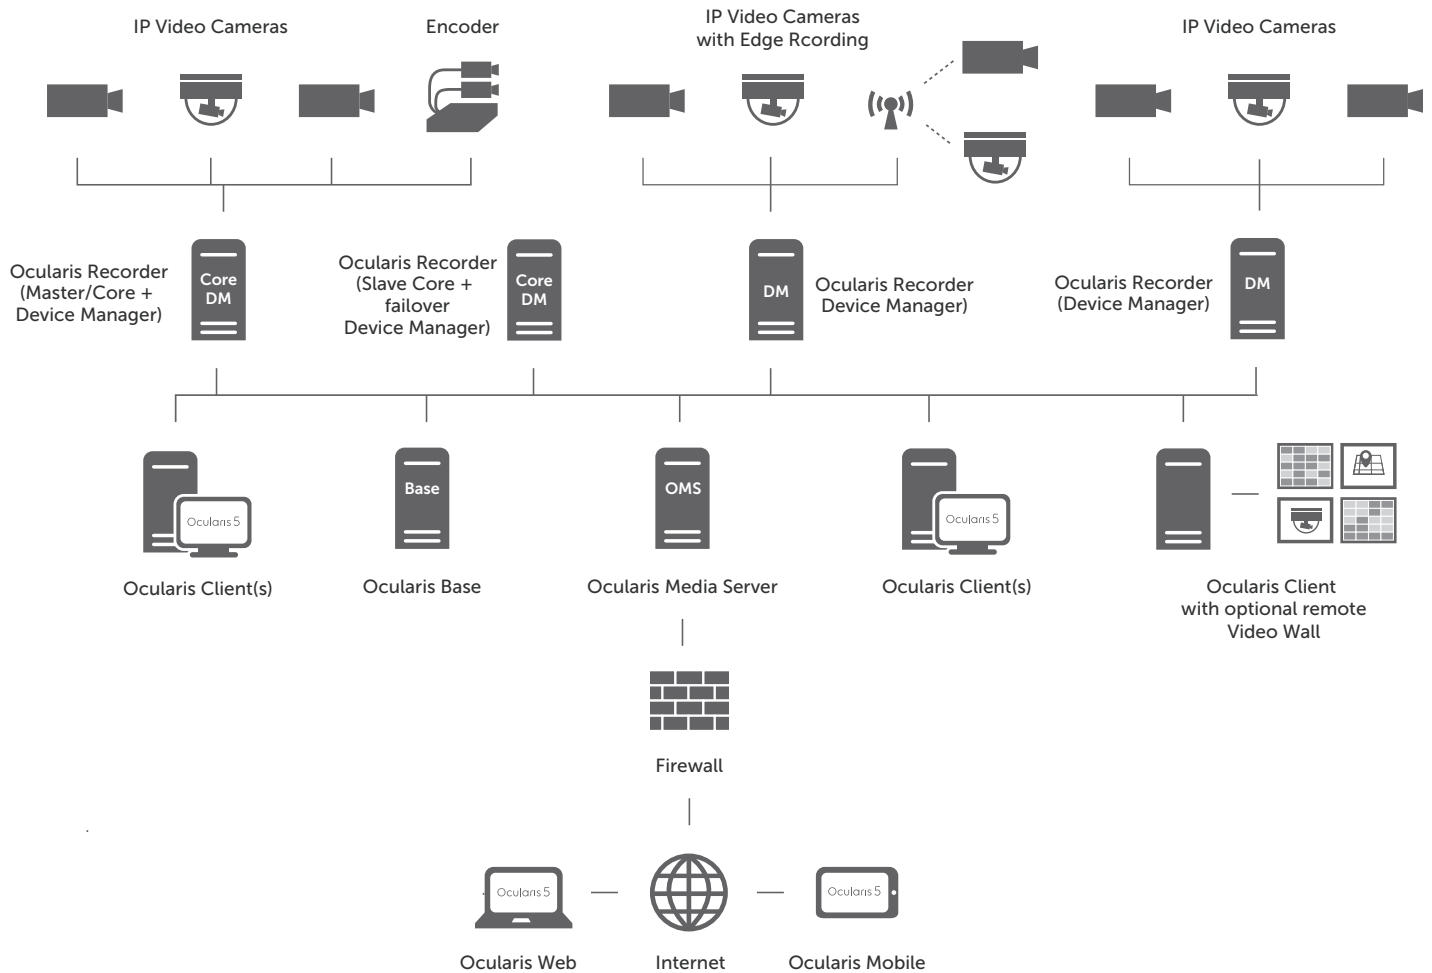 IP Video Cameras
Encoder
IP Video Cameras
with Edge Rcording
IP Video Cameras
Ocularis Recorder
(Master/Core +
Device Manager)
Core
DM
Ocularis Recorder
(Slave Core +
failover
Device Manager)
Core
DM
DM
Ocularis Recorder
Device Manager)
Ocularis Recorder
(Device Manager)
DM
Ocularis 5
Ocularis Client(s)
Base
Ocularis Base
OMS
Ocularis Media Server
Ocularis 5
Ocularis Client(s)
Ocularis Client
with optional remote
Video Wall
Firewall
Ocularis 5
Ocularis Web
Internet
Ocularis 5
Ocularis Mobile